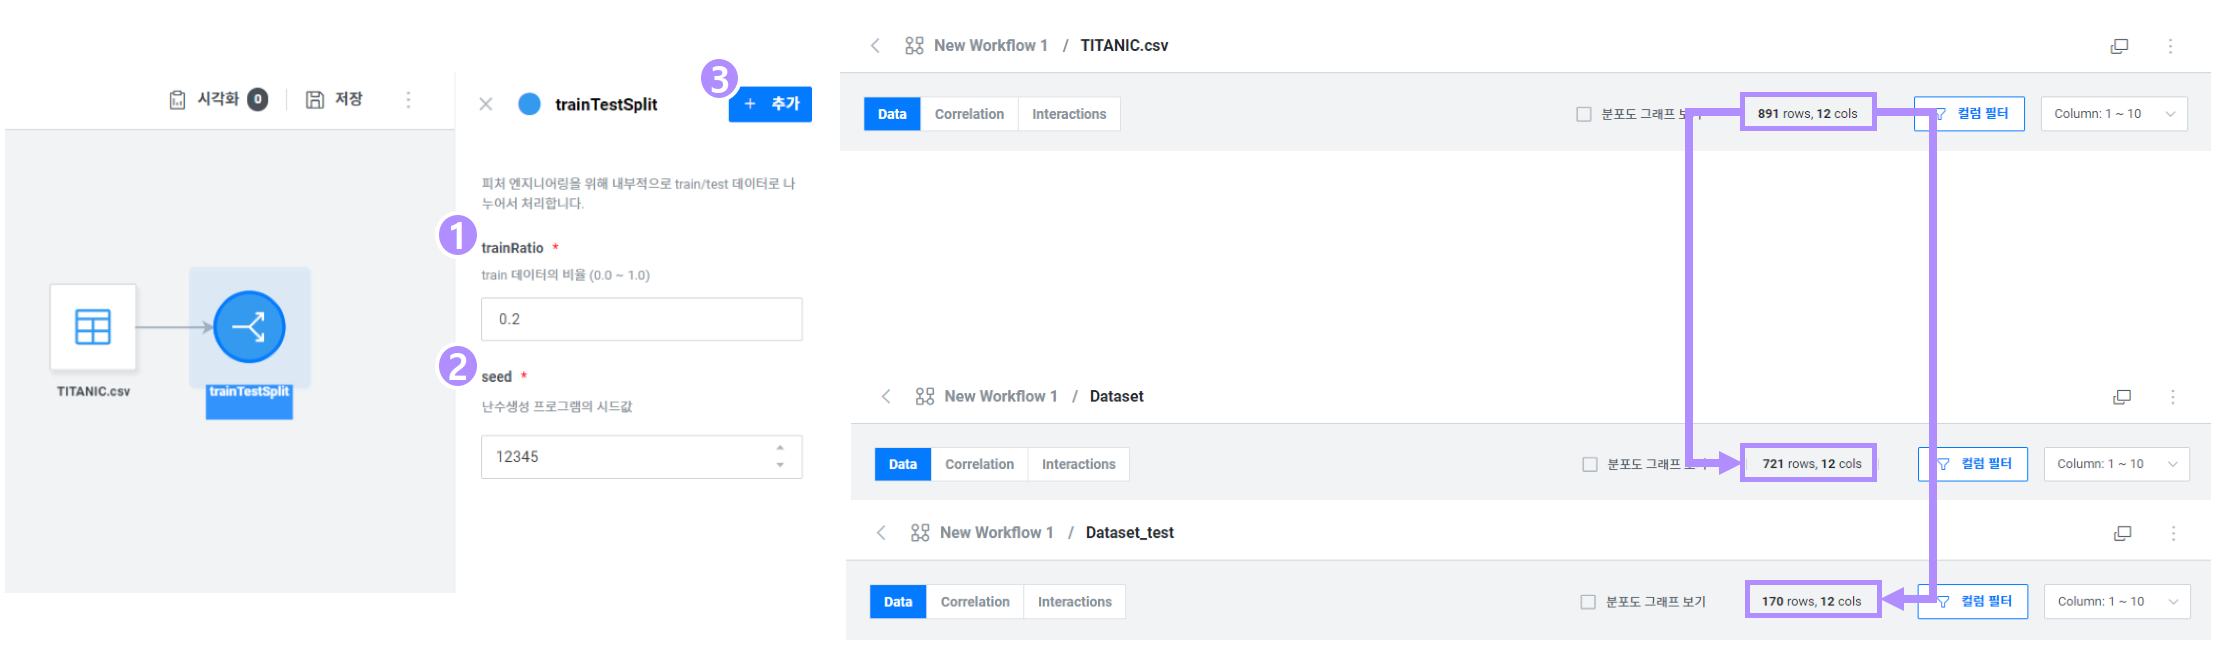 시각화 0 저장
TITANIC.csv
trainTestSplit
3
trainTestSplit
+ 추가
피처 엔지니어링을 위해 내부적으로 train/test 데이터로 나
누어서 처리합니다.
1
trainRatio *
train 데이터의 비율 (0.0 ~ 1.0)
0.2
2
seed *
난수생성 프로그램의 시드값
12345
New Workflow 1 / TITANIC.csv
Data Correlation Interactions
분포도 그래프 보기 891 rows, 12 cols 컬럼 필터 Column: 1 ~ 10
New Workflow 1 / Dataset
Data Correlation Interactions
분포도 그래프 보기 721 rows, 12 cols 컬럼 필터 Column: 1 ~ 10
New Workflow 1 / Dataset_test
Data Correlation Interactions
분포도 그래프 보기 170 rows, 12 cols 컬럼 필터 Column: 1 ~ 10